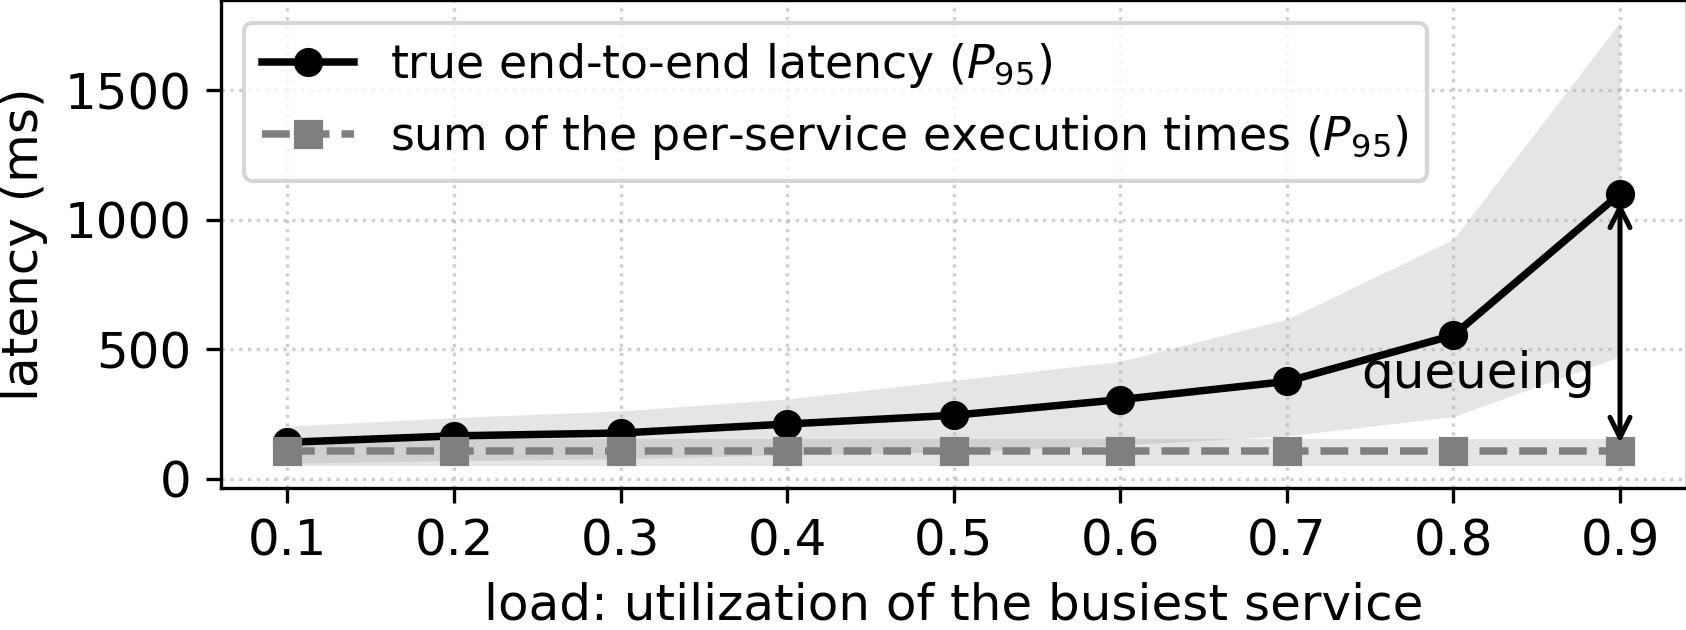 true end-to-end latency (P95)
sum of the per-service execution times (P95)
latency (ms)
1500
1000
500
0
queueing
0.1 0.2 0.3 0.4 0.5 0.6 0.7 0.8 0.9
load: utilization of the busiest service